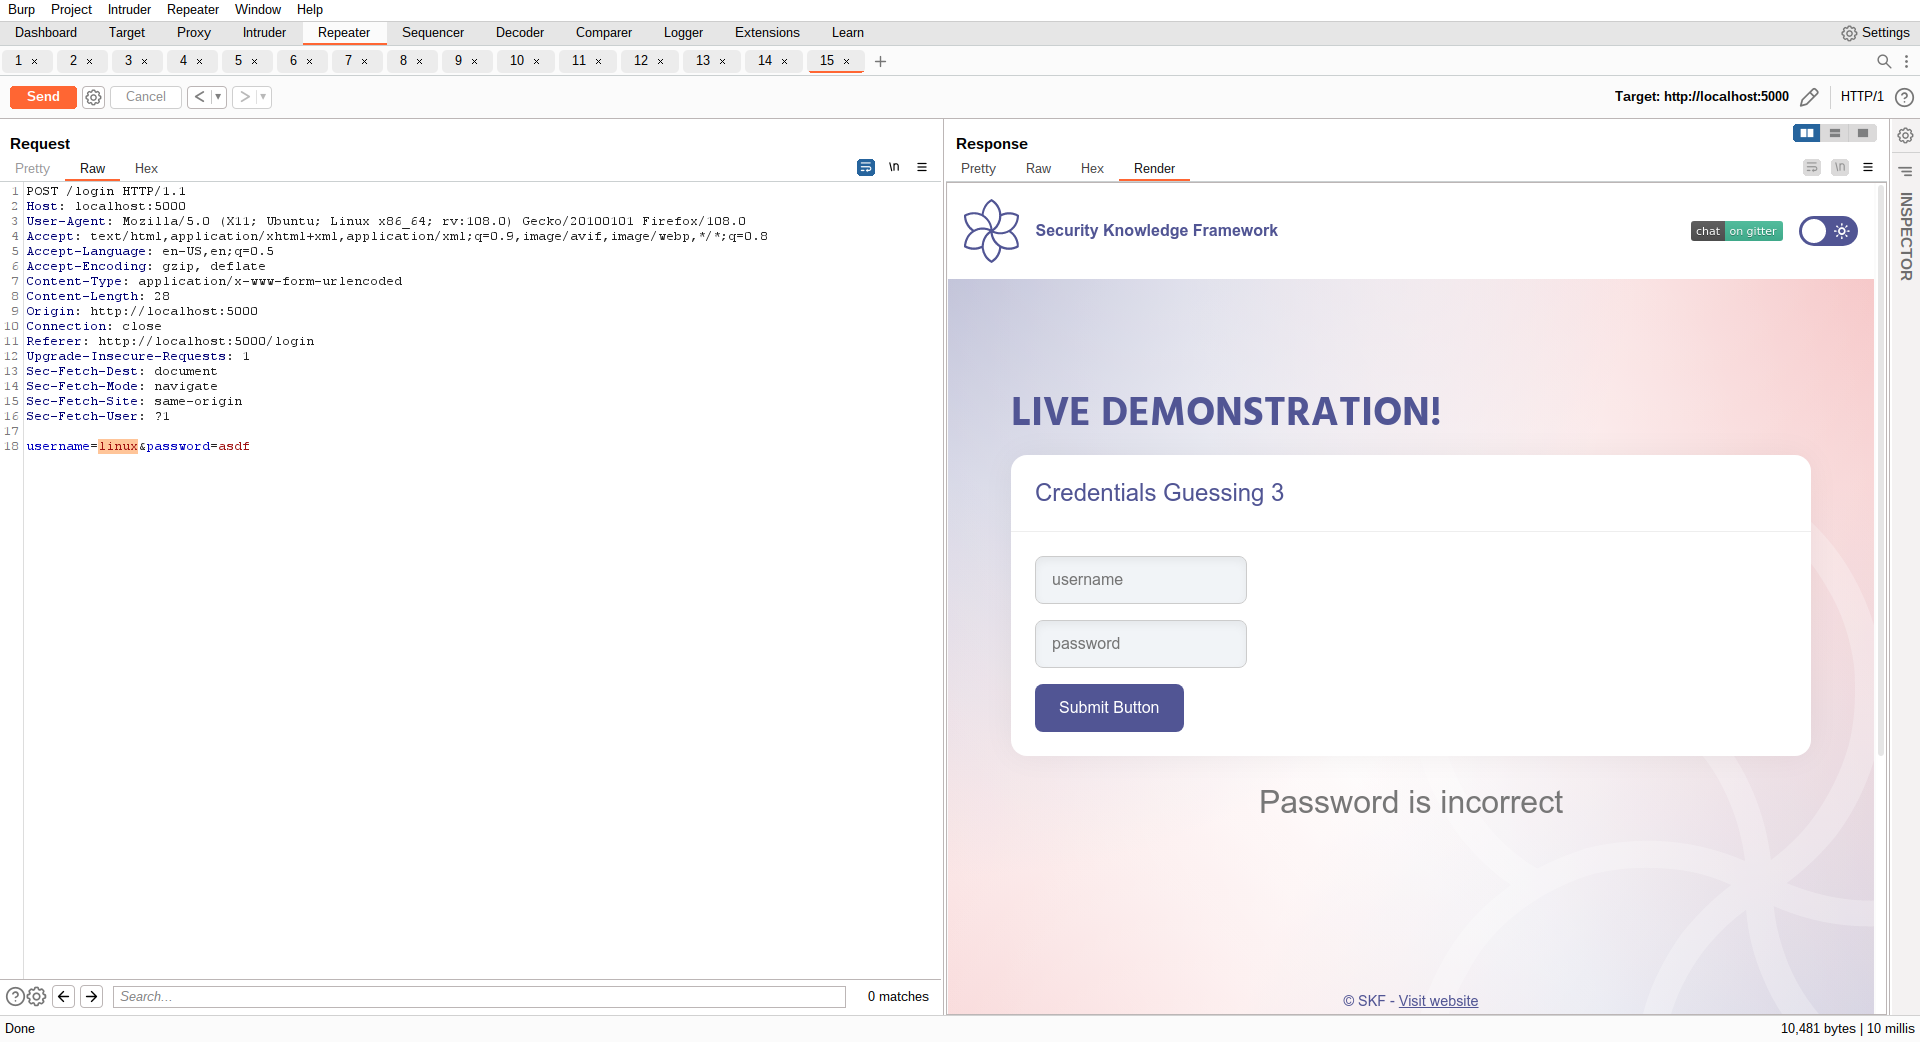 Burp Project Intruder Repeater Window Help
Dashboard Target Proxy Intruder Repeater Sequencer Decoder Comparer Logger Extensions Learn Settings
1 × 2 × 3 × 4 × 5 × 6 × 7 × 8 × 9 × 10 × 11 × 12 × 13 × 14 × 15 × +
Send Cancel < > Target: http://localhost:5000 HTTP/1 ?
Request
Pretty Raw Hex \n
1 POST /login HTTP/1.1
2 Host: localhost:5000
3 User-Agent: Mozilla/5.0 (X11; Ubuntu; Linux x86_64; rv:108.0) Gecko/20100101 Firefox/108.0
4 Accept: text/html,application/xhtml+xml,application/xml;q=0.9,image/avif,image/webp,*/*;q=0.8
5 Accept-Language: en-US,en;q=0.5
6 Accept-Encoding: gzip, deflate
7 Content-Type: application/x-www-form-urlencoded
8 Content-Length: 28
9 Origin: http://localhost:5000
10 Connection: close
11 Referer: http://localhost:5000/login
12 Upgrade-Insecure-Requests: 1
13 Sec-Fetch-Dest: document
14 Sec-Fetch-Mode: navigate
15 Sec-Fetch-Site: same-origin
16 Sec-Fetch-User: ?1
17
18 username=linux&password=asdf
? Search... 0 matches
Response
Pretty Raw Hex Render \n
Security Knowledge Framework chat on gitter
LIVE DEMONSTRATION!
Credentials Guessing 3
username
password
Submit Button
Password is incorrect
© SKF - Visit website
INSPECTOR
Done 10,481 bytes | 10 millis